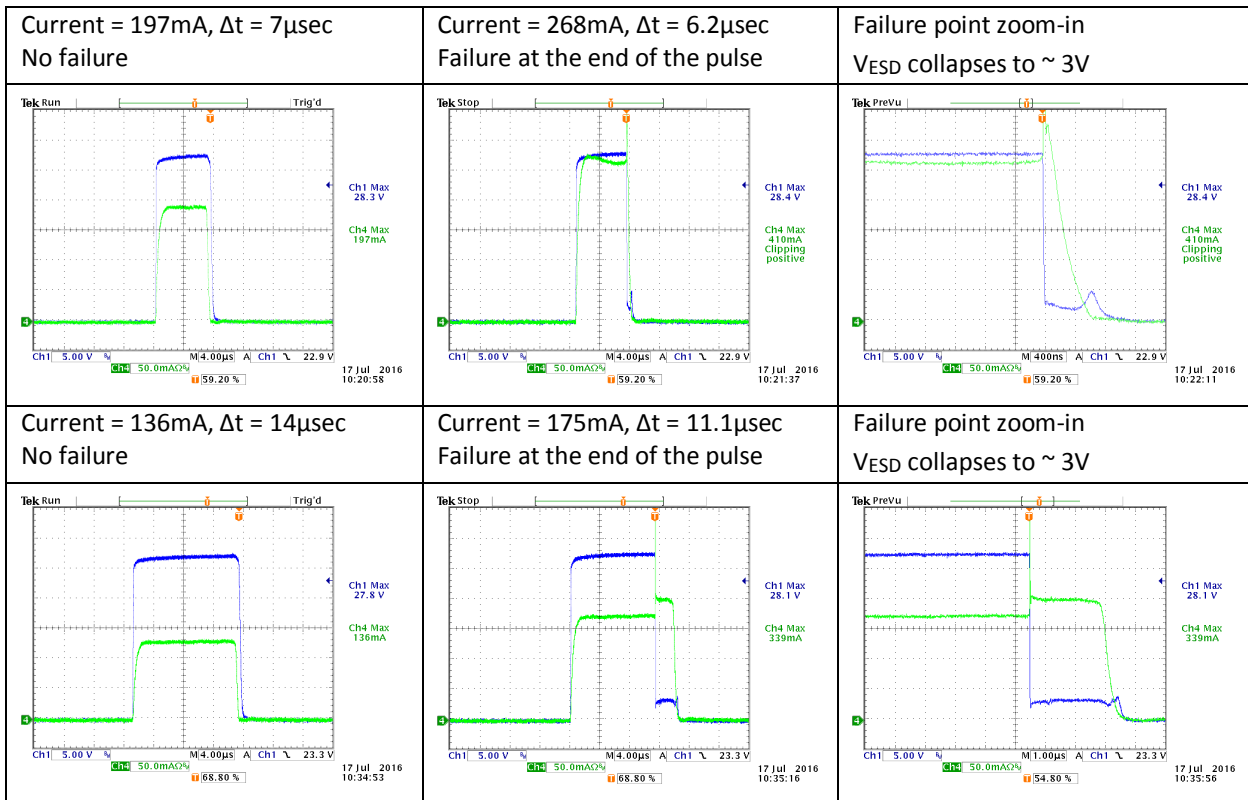 Current = 197mA, Δt = 7μsec
No failure
Current = 268mA, Δt = 6.2μsec
Failure at the end of the pulse
Failure point zoom-in
VESD collapses to ~ 3V
Tek Run
Trig'd
Ch1 Max
28.3 V
Ch4 Max
197mA
Ch1 5.00 V
M 4.00μs A Ch1 22.9 V
Ch4 50.0mAΩ
59.20 %
17 Jul 2016
10:20:58
Tek Stop
Ch1 Max
28.4 V
Ch4 Max
410mA
Clipping
positive
Ch1 5.00 V
M 4.00μs A Ch1 22.9 V
Ch4 50.0mAΩ
59.20 %
17 Jul 2016
10:21:37
Tek PreVu
Ch1 Max
28.4 V
Ch4 Max
410mA
Clipping
positive
Ch1 5.00 V
M 400ns A Ch1 22.9 V
Ch4 50.0mAΩ
59.20 %
17 Jul 2016
10:22:11
Current = 136mA, Δt = 14μsec
No failure
Current = 175mA, Δt = 11.1μsec
Failure at the end of the pulse
Failure point zoom-in
VESD collapses to ~ 3V
Tek Run
Trig'd
Ch1 Max
27.8 V
Ch4 Max
136mA
Ch1 5.00 V
M 4.00μs A Ch1 23.3 V
Ch4 50.0mAΩ
68.80 %
17 Jul 2016
10:34:53
Tek Stop
Ch1 Max
28.1 V
Ch4 Max
339mA
Ch1 5.00 V
M 4.00μs A Ch1 23.3 V
Ch4 50.0mAΩ
68.80 %
17 Jul 2016
10:35:16
Tek PreVu
Ch1 Max
28.1 V
Ch4 Max
339mA
Ch1 5.00 V
M 1.00μs A Ch1 23.3 V
Ch4 50.0mAΩ
54.80 %
17 Jul 2016
10:35:56